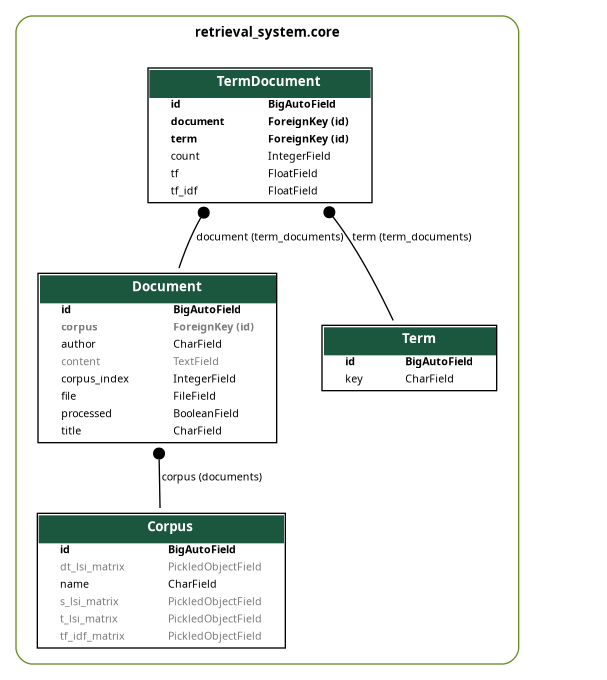 retrieval_system.core
TermDocument
id BigAutoField
document ForeignKey (id)
term ForeignKey (id)
count IntegerField
tf FloatField
tf_idf FloatField
document (term_documents)
term (term_documents)
Document
id BigAutoField
corpus ForeignKey (id)
author CharField
content TextField
corpus_index IntegerField
file FileField
processed BooleanField
title CharField
Term
id BigAutoField
key CharField
corpus (documents)
Corpus
id BigAutoField
dt_lsi_matrix PickledObjectField
name CharField
s_lsi_matrix PickledObjectField
t_lsi_matrix PickledObjectField
tf_idf_matrix PickledObjectField